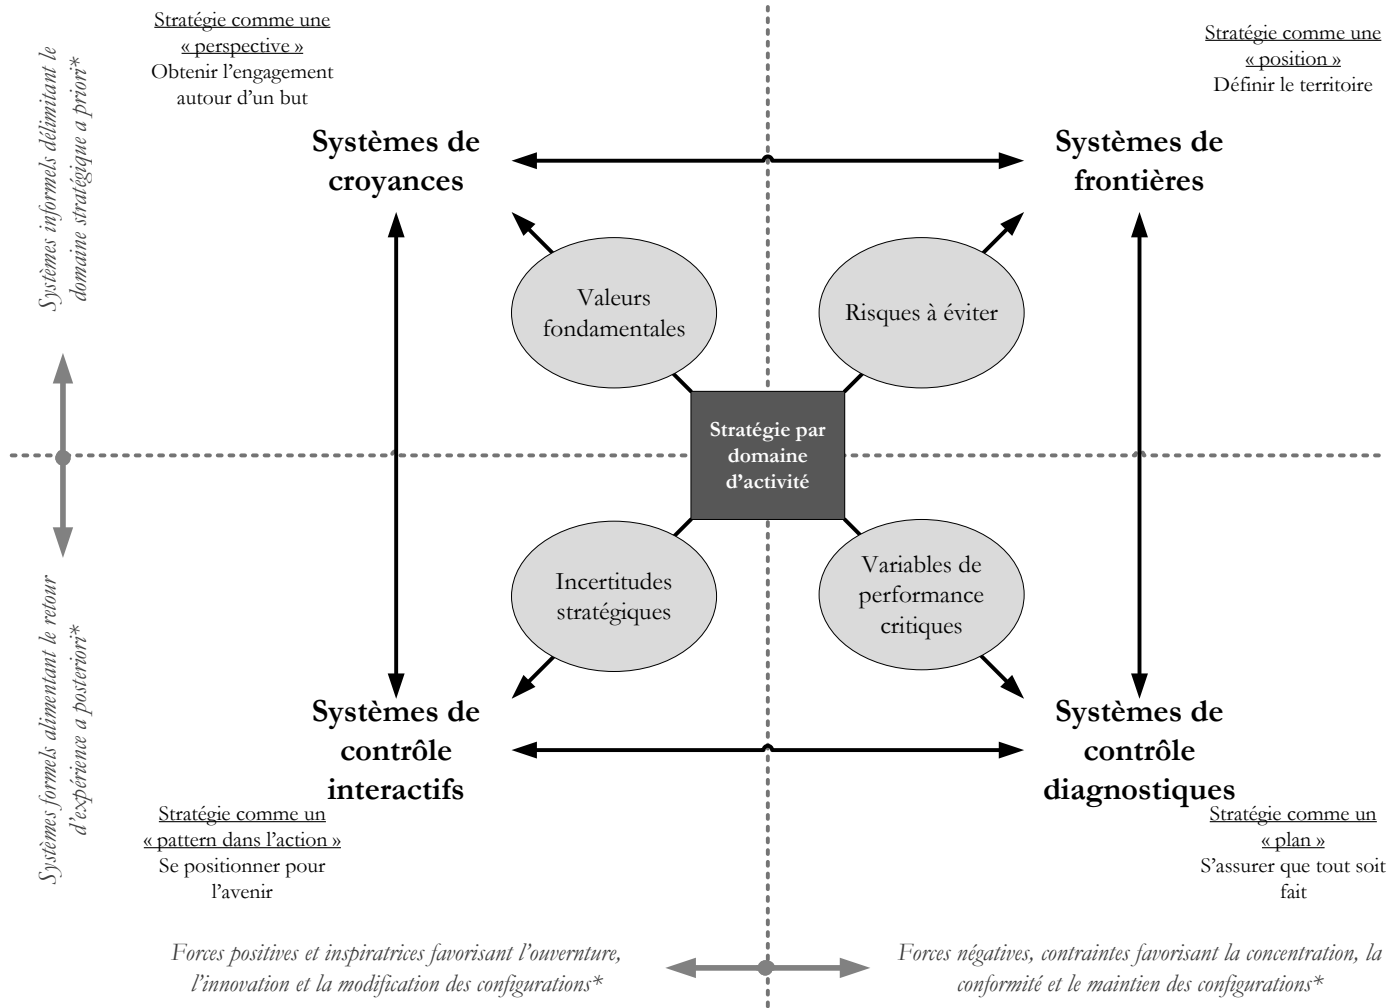 Stratégie comme une
« perspective »
Obtenir l’engagement
autour d’un but
Stratégie comme une
« position »
Définir le territoire
Systèmes informels délimitant le
domaine stratégique a priori*
Systèmes de
croyances
Systèmes de
frontières
Valeurs
fondamentales
Risques à éviter
Stratégie par
domaine
d’activité
Incertitudes
stratégiques
Variables de
performance
critiques
Systèmes formels alimentant le retour
d’expérience a posteriori*
Systèmes de
contrôle
interactifs
Systèmes de
contrôle
diagnostiques
Stratégie comme un
« pattern dans l’action »
Se positionner pour
l’avenir
Stratégie comme un
« plan »
S’assurer que tout soit
fait
Forces positives et inspiratrices favorisant l’ouvernture,
l’innovation et la modification des configurations*
Forces négatives, contraintes favorisant la concentration, la
conformité et le maintien des configurations*